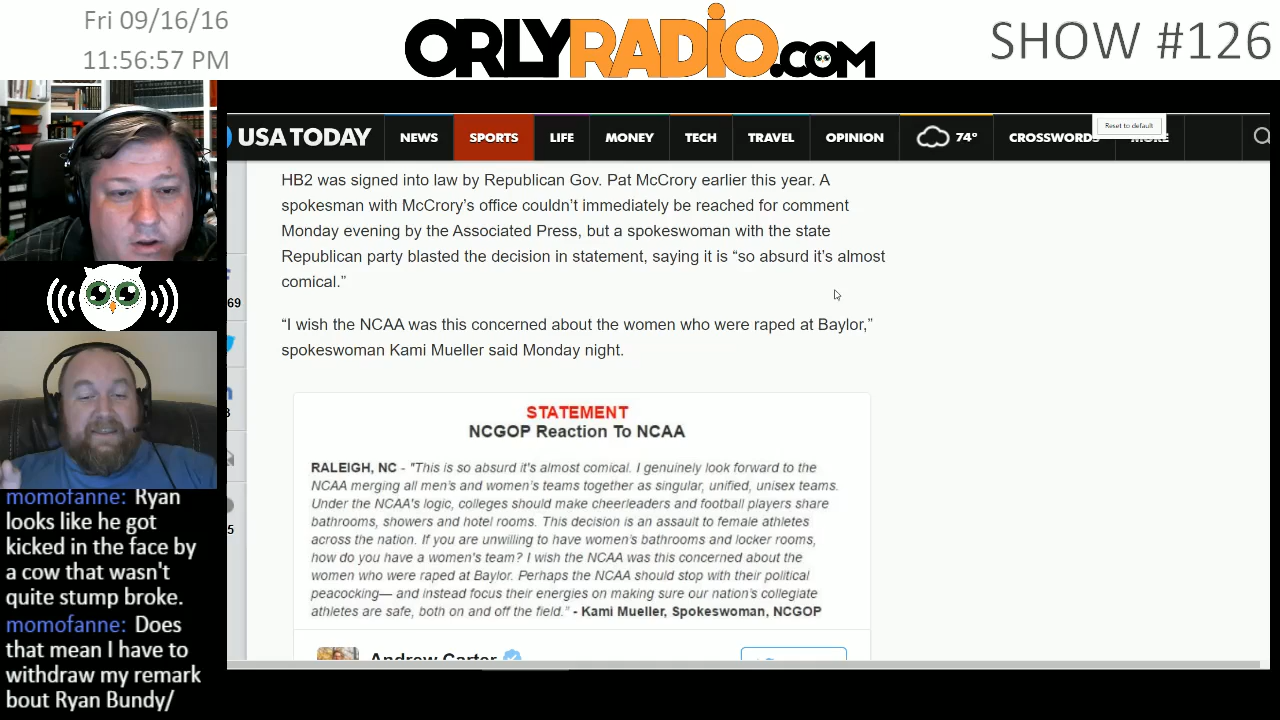 Fri 09/16/16
11:56:57 PM
ORLYRADIO.COM
SHOW #126
USA TODAY
NEWS
SPORTS
LIFE
MONEY
TECH
TRAVEL
OPINION
74°
CROSSWORDS
MORE
Reset to default
HB2 was signed into law by Republican Gov. Pat McCrory earlier this year. A
spokesman with McCrory’s office couldn’t immediately be reached for comment
Monday evening by the Associated Press, but a spokeswoman with the state
Republican party blasted the decision in statement, saying it is “so absurd it’s almost
comical.”
69
“I wish the NCAA was this concerned about the women who were raped at Baylor,”
spokeswoman Kami Mueller said Monday night.
STATEMENT
NCGOP Reaction To NCAA
RALEIGH, NC - "This is so absurd it's almost comical. I genuinely look forward to the
NCAA merging all men's and women's teams together as singular, unified, unisex teams.
Under the NCAA's logic, colleges should make cheerleaders and football players share
bathrooms, showers and hotel rooms. This decision is an assault to female athletes
across the nation. If you are unwilling to have women's bathrooms and locker rooms,
how do you have a women's team? I wish the NCAA was this concerned about the
women who were raped at Baylor. Perhaps the NCAA should stop with their political
peacocking— and instead focus their energies on making sure our nation's collegiate
athletes are safe, both on and off the field." - Kami Mueller, Spokeswoman, NCGOP
Andrew Carter
momofanne: Ryan
looks like he got
kicked in the face by
a cow that wasn't
quite stump broke.
momofanne: Does
that mean I have to
withdraw my remark
bout Ryan Bundy/